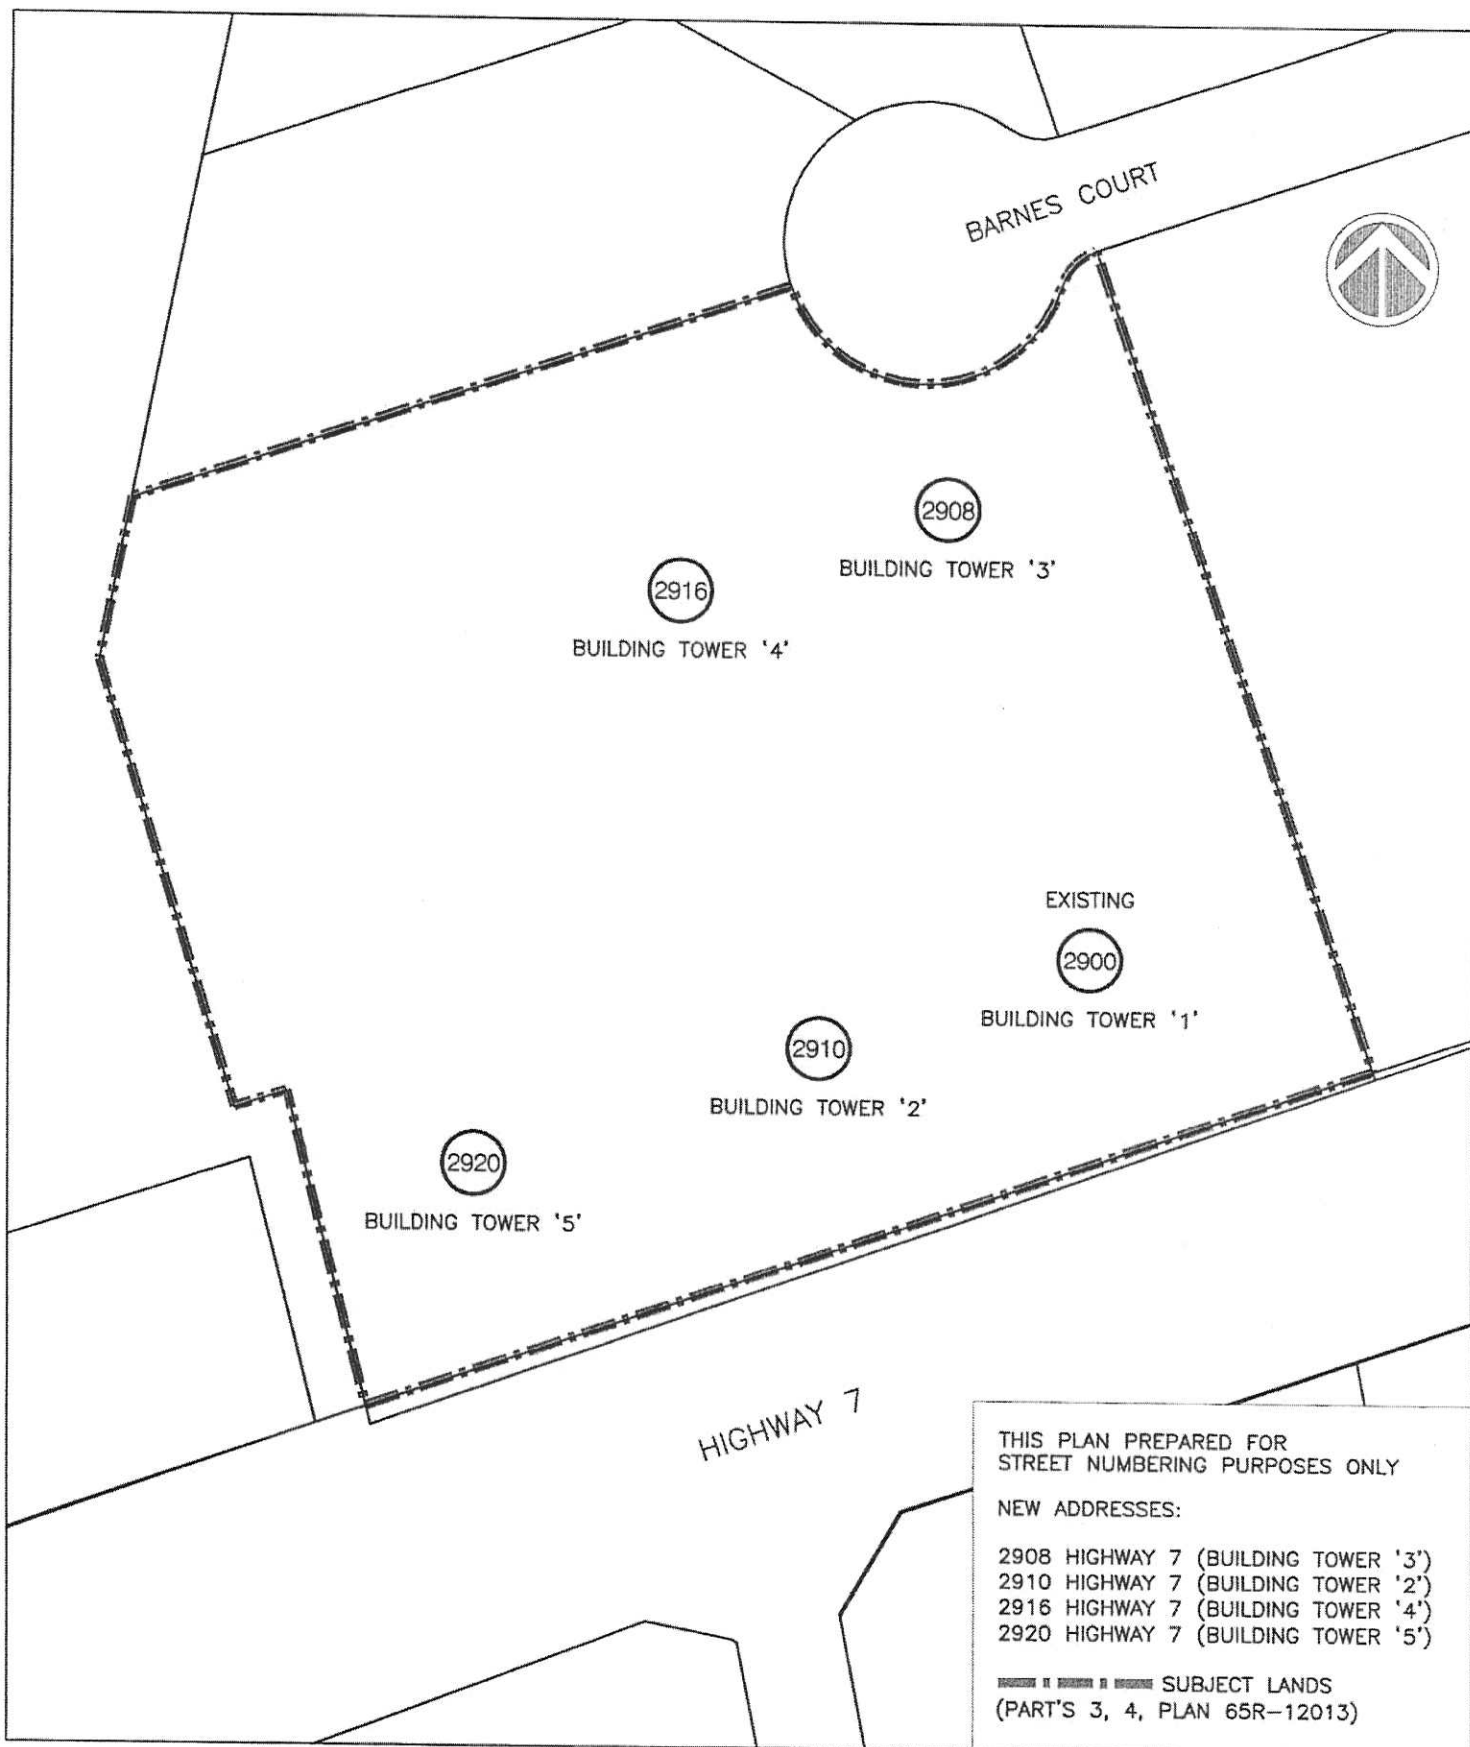 BARNES COURT
2908
BUILDING TOWER '3'
2916
BUILDING TOWER '4'
EXISTING
2900
BUILDING TOWER '1'
2910
BUILDING TOWER '2'
2920
BUILDING TOWER '5'
HIGHWAY 7
THIS PLAN PREPARED FOR
STREET NUMBERING PURPOSES ONLY
NEW ADDRESSES:
2908 HIGHWAY 7 (BUILDING TOWER '3')
2910 HIGHWAY 7 (BUILDING TOWER '2')
2916 HIGHWAY 7 (BUILDING TOWER '4')
2920 HIGHWAY 7 (BUILDING TOWER '5')
SUBJECT LANDS
(PART'S 3, 4, PLAN 65R-12013)